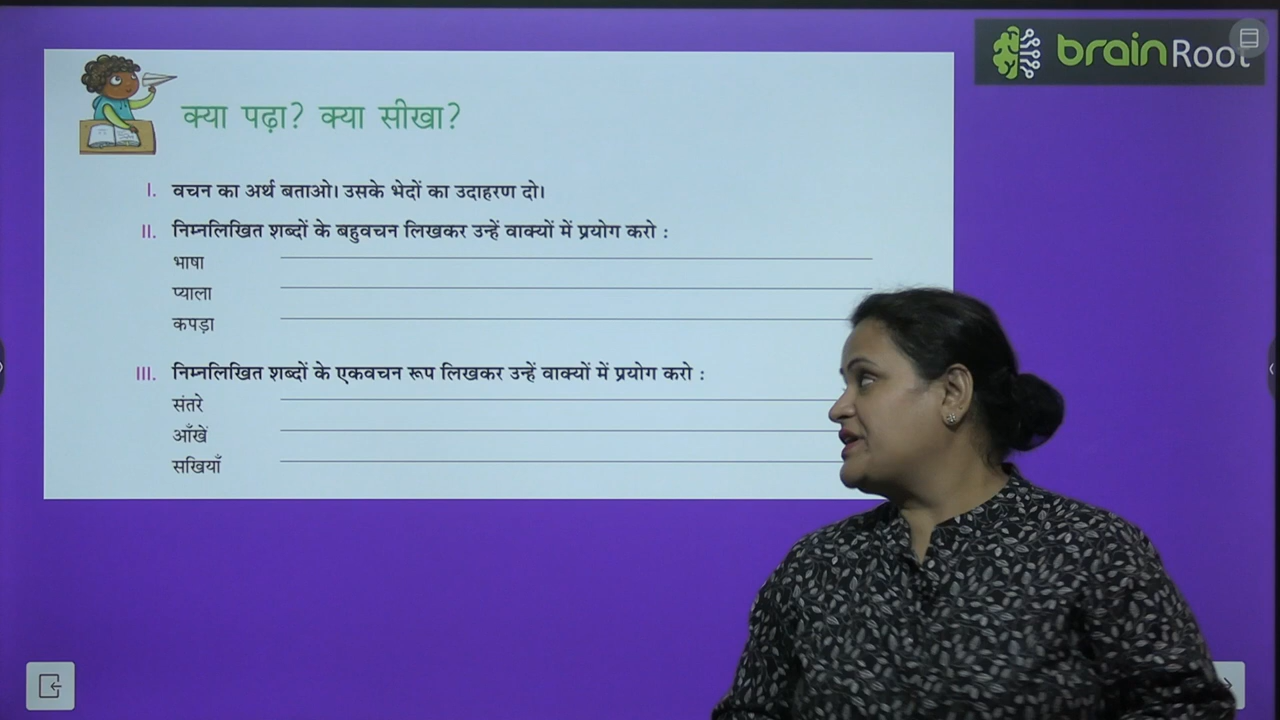 brainRoot
क्या पढ़ा? क्या सीखा?
I. वचन का अर्थ बताओ। उसके भेदों का उदाहरण दो।
II. निम्नलिखित शब्दों के बहुवचन लिखकर उन्हें वाक्यों में प्रयोग करो :
भाषा
प्याला
कपड़ा
III. निम्नलिखित शब्दों के एकवचन रूप लिखकर उन्हें वाक्यों में प्रयोग करो :
संतरे
आँखें
सखियाँ